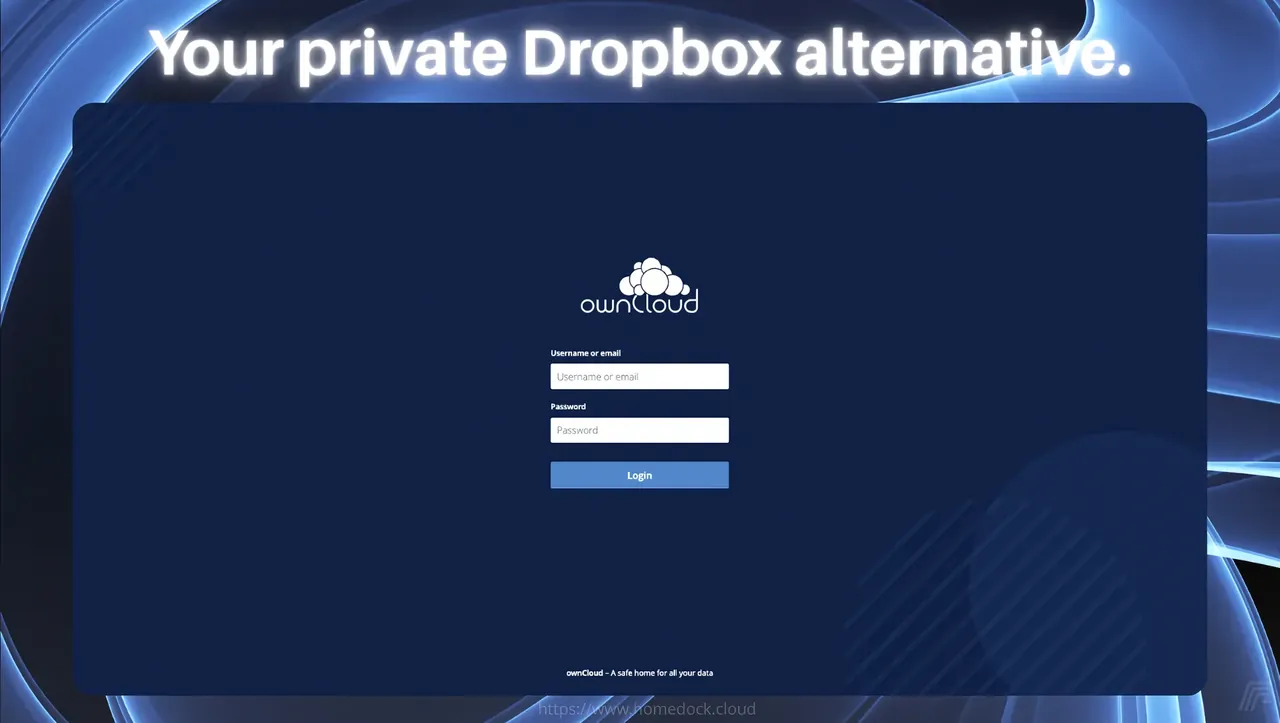 Your private Dropbox alternative.
ownCloud
Username or email
Username or email
Password
Password
Login
ownCloud – A safe home for all your data
https://www.homedock.cloud